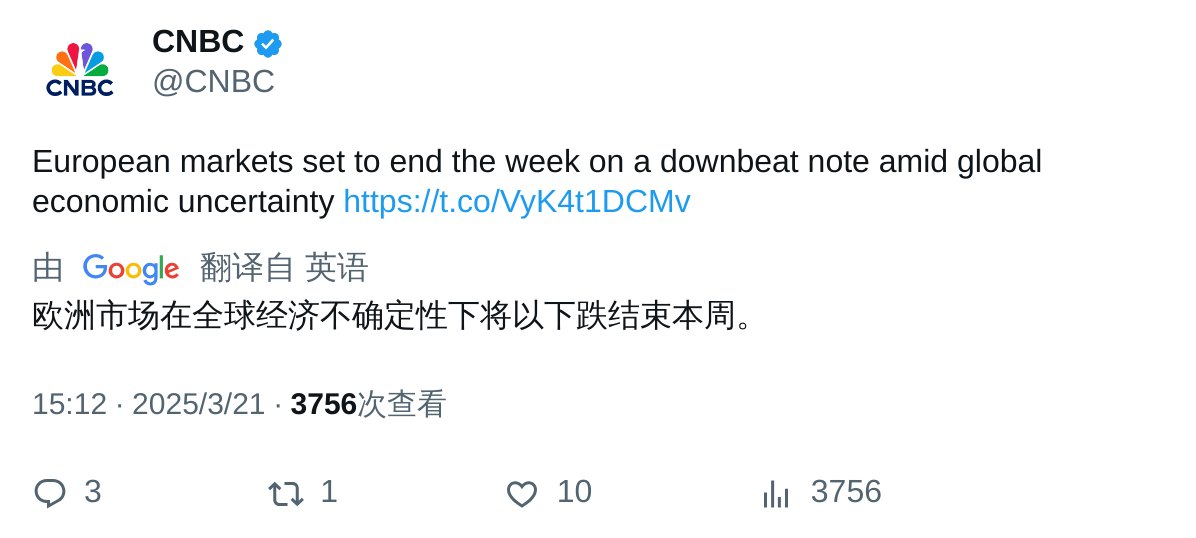 CNBC
@CNBC
CNBC
European markets set to end the week on a downbeat note amid global
economic uncertainty https://t.co/VyK4t1DCMv
由 Google 翻译自 英语
欧洲市场在全球经济不确定性下将以下跌结束本周。
15:12 · 2025/3/21 · 3756次查看
3 1 10 3756